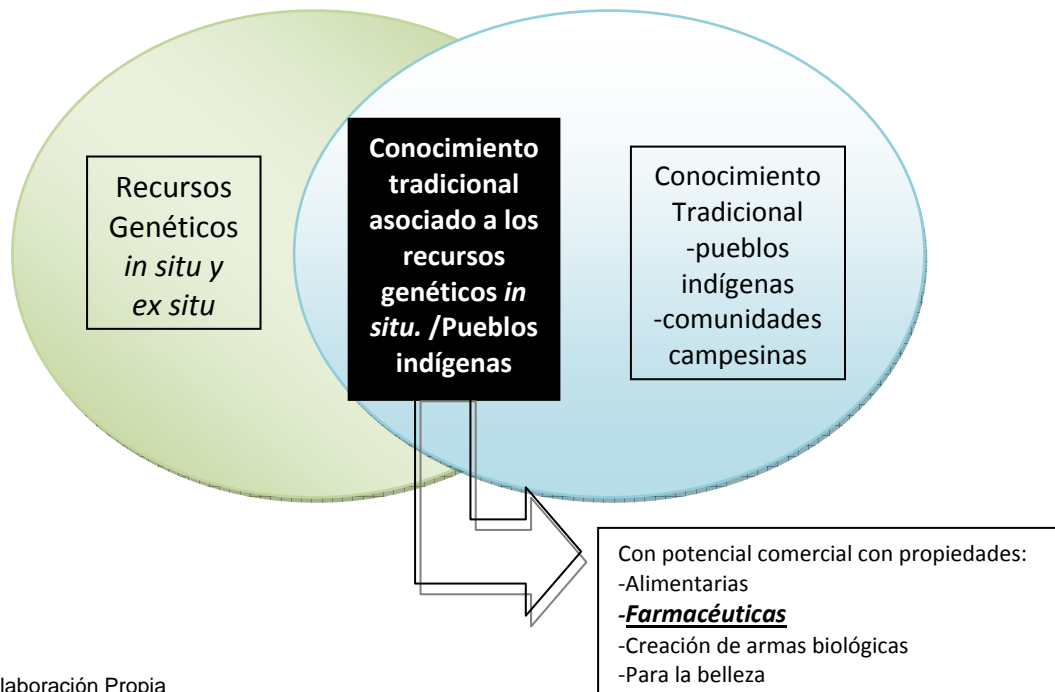 Recursos
Genéticos
in situ y
ex situ
Conocimiento
tradicional
asociado a los
recursos
genéticos in
situ. /Pueblos
indígenas
Conocimiento
Tradicional
-pueblos
indígenas
-comunidades
campesinas
Con potencial comercial con propiedades:
-Alimentarias
-Farmacéuticas
-Creación de armas biológicas
-Para la belleza
laboración Propia